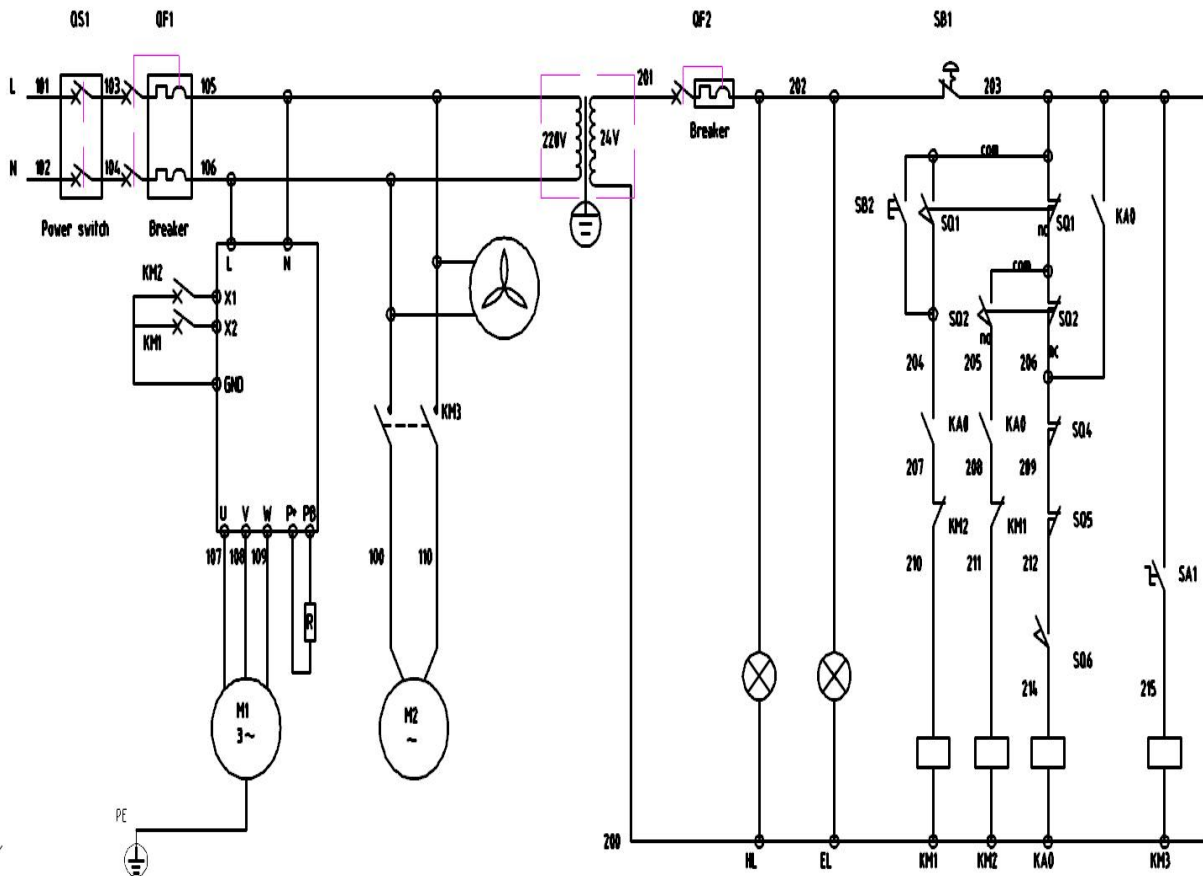 QS1 QF1 QF2 SB1
L 101 103 105 201 202 203
220V 24V
Breaker
N 102 104 106
com
Power switch Breaker
SB2 SQ1 SQ1 KA0
no
L N
KM2
X1
com
X2
KM1
SQ2 SQ2
no
204 205 206 nc
GND
KM3
KA0 KA0 SQ4
207 208 209
KM2 KM1 SQ5
U V W P+ PB
107 108 109 100 110
210 211 212
SA1
R
SQ6
214 215
M1
3~
M2
~
PE
200
HL EL KM1 KM2 KA0 KM3